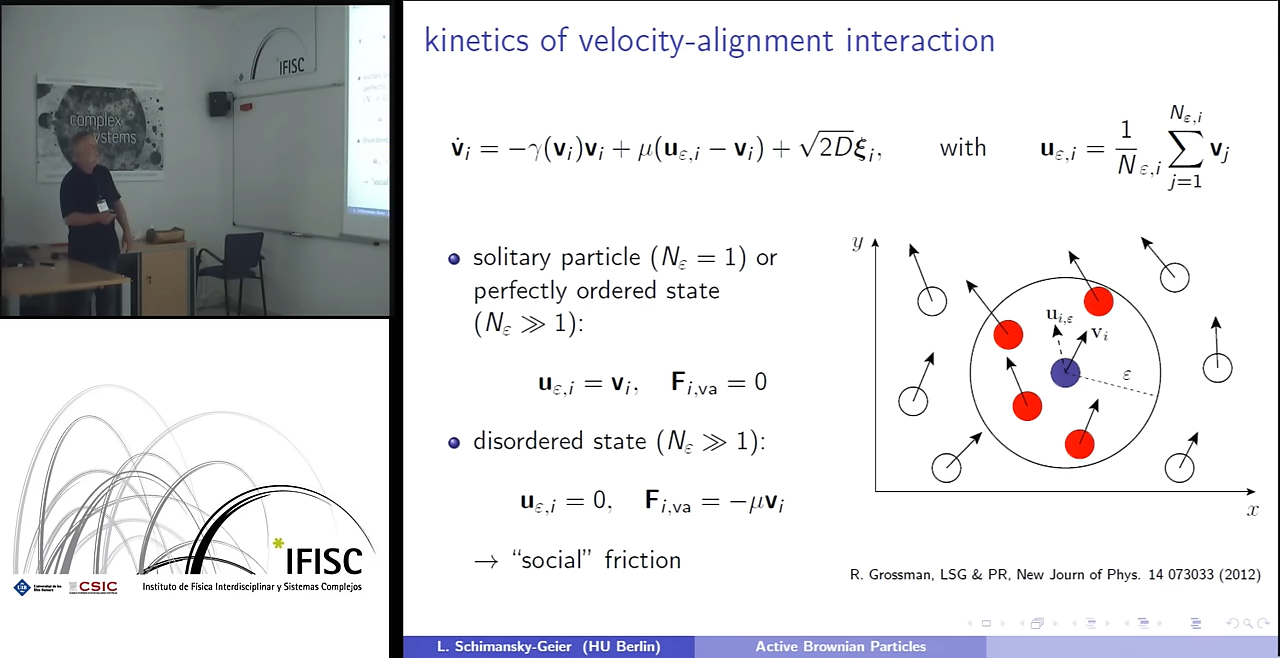 kinetics of velocity-alignment interaction
v̇ᵢ = −γ(vᵢ)vᵢ + μ(u_{ε,i} − vᵢ) + √2D ξᵢ, with u_{ε,i} = 1/N_{ε,i} ∑_{j=1}^{N_{ε,i}} v_j
solitary particle (N_ε = 1) or
perfectly ordered state
(N_ε ≫ 1):
u_{ε,i} = vᵢ, F_{i,va} = 0
disordered state (N_ε ≫ 1):
u_{ε,i} = 0, F_{i,va} = −μvᵢ
→ “social” friction
y
u_{i,ε}
vᵢ
ε
x
R. Grossman, LSG & PR, New Journ of Phys. 14 073033 (2012)
L. Schimansky-Geier (HU Berlin) Active Brownian Particles
IFISC
complex
systems
IFISC
CSIC
Instituto de Física Interdisciplinar y Sistemas Complejos